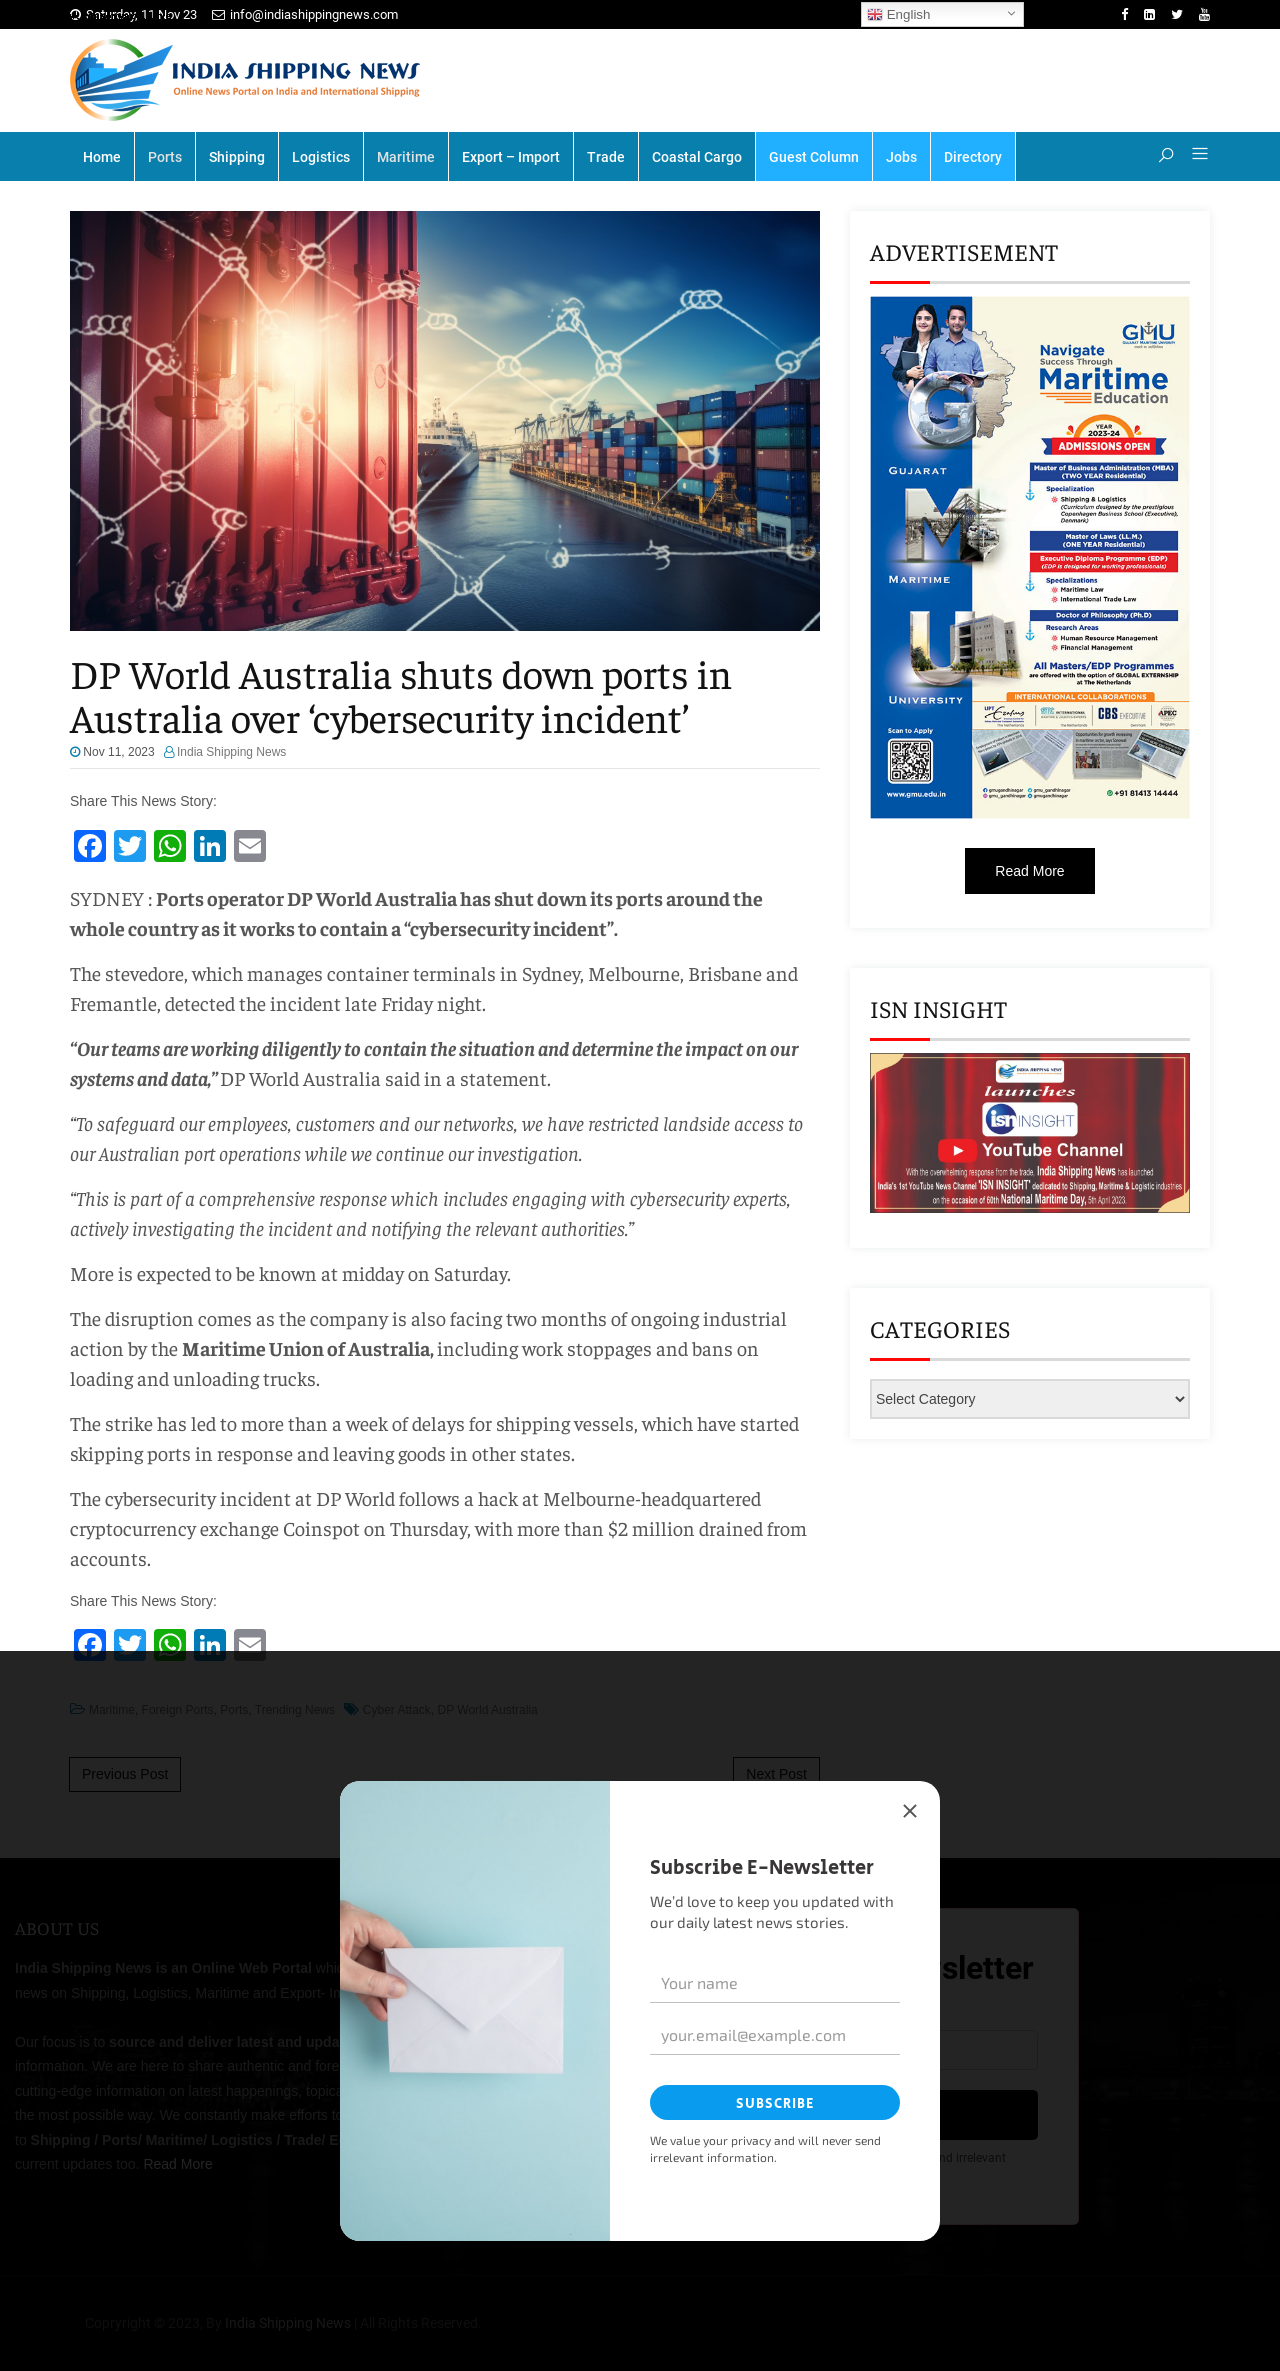 Saturday, 11 Nov 23
info@indiashippingnews.com
English
INDIA SHIPPING NEWS
Online News Portal on India and International Shipping
Home Ports Shipping Logistics Maritime Export – Import Trade Coastal Cargo Guest Column Jobs Directory
DP World Australia shuts down ports in
Australia over ‘cybersecurity incident’
Nov 11, 2023 India Shipping News
Share This News Story:
SYDNEY : Ports operator DP World Australia has shut down its ports around the
whole country as it works to contain a “cybersecurity incident”.
The stevedore, which manages container terminals in Sydney, Melbourne, Brisbane and
Fremantle, detected the incident late Friday night.
“Our teams are working diligently to contain the situation and determine the impact on our
systems and data,” DP World Australia said in a statement.
“To safeguard our employees, customers and our networks, we have restricted landside access to
our Australian port operations while we continue our investigation.
“This is part of a comprehensive response which includes engaging with cybersecurity experts,
actively investigating the incident and notifying the relevant authorities.”
More is expected to be known at midday on Saturday.
The disruption comes as the company is also facing two months of ongoing industrial
action by the Maritime Union of Australia, including work stoppages and bans on
loading and unloading trucks.
The strike has led to more than a week of delays for shipping vessels, which have started
skipping ports in response and leaving goods in other states.
The cybersecurity incident at DP World follows a hack at Melbourne-headquartered
cryptocurrency exchange Coinspot on Thursday, with more than $2 million drained from
accounts.
Share This News Story:
Maritime, Foreign Ports, Ports, Trending News Cyber Attack, DP World Australia
Previous Post
Next Post
ADVERTISEMENT
GMU
GUJARAT MARITIME UNIVERSITY
Navigate
Success Through
Maritime
Education
YEAR
2023-24
ADMISSIONS OPEN
G
GUJARAT
M
MARITIME
U
UNIVERSITY
Master of Business Administration (MBA)
(TWO YEAR Residential)
Specialization
Shipping & Logistics
(Curriculum designed by the prestigious
Copenhagen Business School (Executive),
Denmark)
Master of Laws (LL.M.)
(ONE YEAR Residential)
Executive Diploma Programme (EDP)
(EDP is designed for working professionals)
Specializations
Maritime Law
International Trade Law
Doctor of Philosophy (Ph.D)
Research Areas
Human Resource Management
Financial Management
All Masters/EDP Programmes
are offered with the option of GLOBAL EXTERNSHIP
at The Netherlands
INTERNATIONAL COLLABORATIONS
CBS EXECUTIVE
APEC
Scan to Apply
www.gmu.edu.in
gmugandhinagar
gmu_gandhinagar
gmu_gandhinagar
gmugandhinagar
+91 81413 14444
Read More
ISN INSIGHT
INDIA SHIPPING NEWS
launches
isn INSIGHT
YouTube Channel
With the overwhelming response from the trade, India Shipping News has launched
India's 1st YouTube News Channel 'ISN INSIGHT' dedicated to Shipping, Maritime & Logistic industries
on the occasion of 60th National Maritime Day, 5th April 2023.
CATEGORIES
Select Category
Subscribe E-Newsletter
We’d love to keep you updated with
our daily latest news stories.
Your name
your.email@example.com
SUBSCRIBE
We value your privacy and will never send
irrelevant information.
ABOUT US
India Shipping News is an Online Web Portal
news on Shipping, Logistics, Maritime and Export-
Our focus is to source and deliver latest and
information. We are here to share authentic and
cutting-edge information on latest happenings,
the most possible way. We constantly make efforts
to Shipping / Ports/ Maritime/ Logistics / Trade/
current updates too. Read More
irrelevant
Copryright © 2023, By India Shipping News | All Rights Reserved.